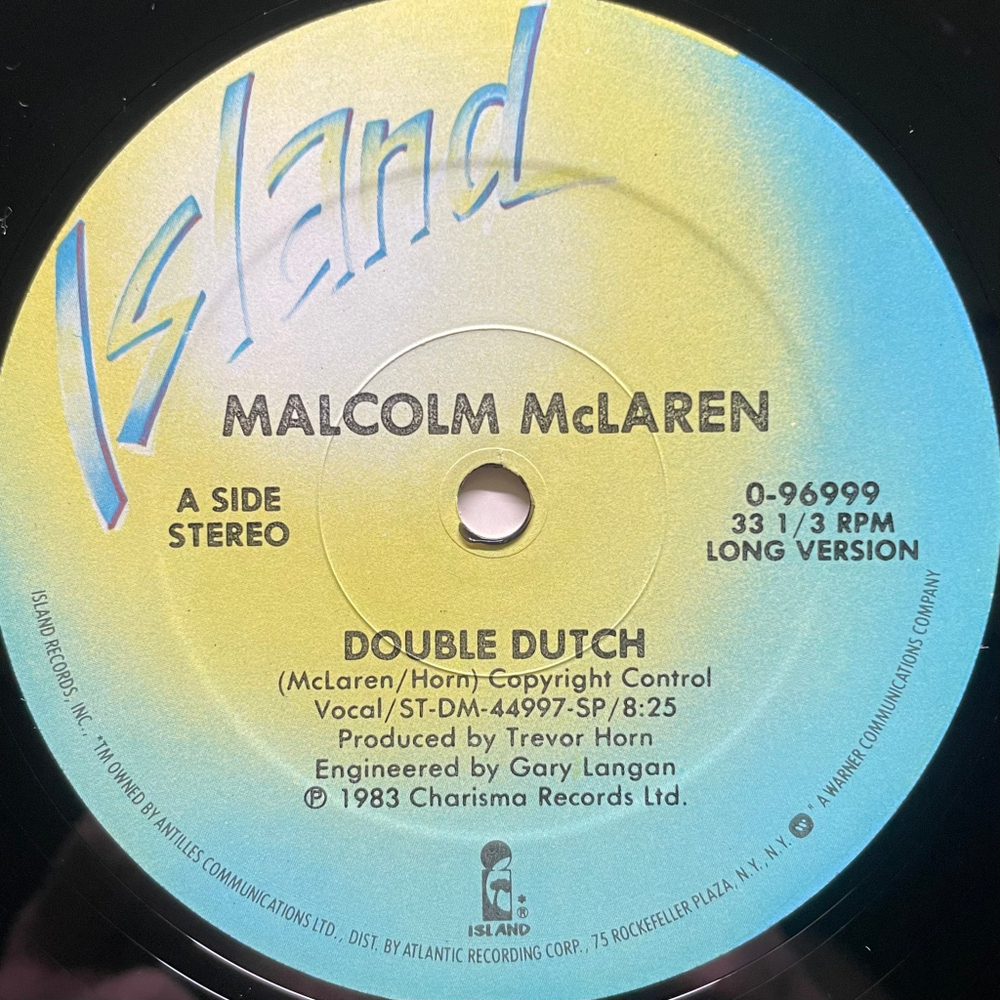 Island
MALCOLM McLAREN
A SIDE
STEREO
0-96999
33 1/3 RPM
LONG VERSION
DOUBLE DUTCH
(McLaren/Horn) Copyright Control
Vocal/ST-DM-44997-SP/8:25
Produced by Trevor Horn
Engineered by Gary Langan
℗ 1983 Charisma Records Ltd.
*®
ISLAND
ISLAND RECORDS, INC., *TM OWNED BY ANTILLES COMMUNICATIONS LTD., DIST. BY ATLANTIC RECORDING CORP., 75 ROCKEFELLER PLAZA, N.Y., N.Y. " A WARNER COMMUNICATIONS COMPANY